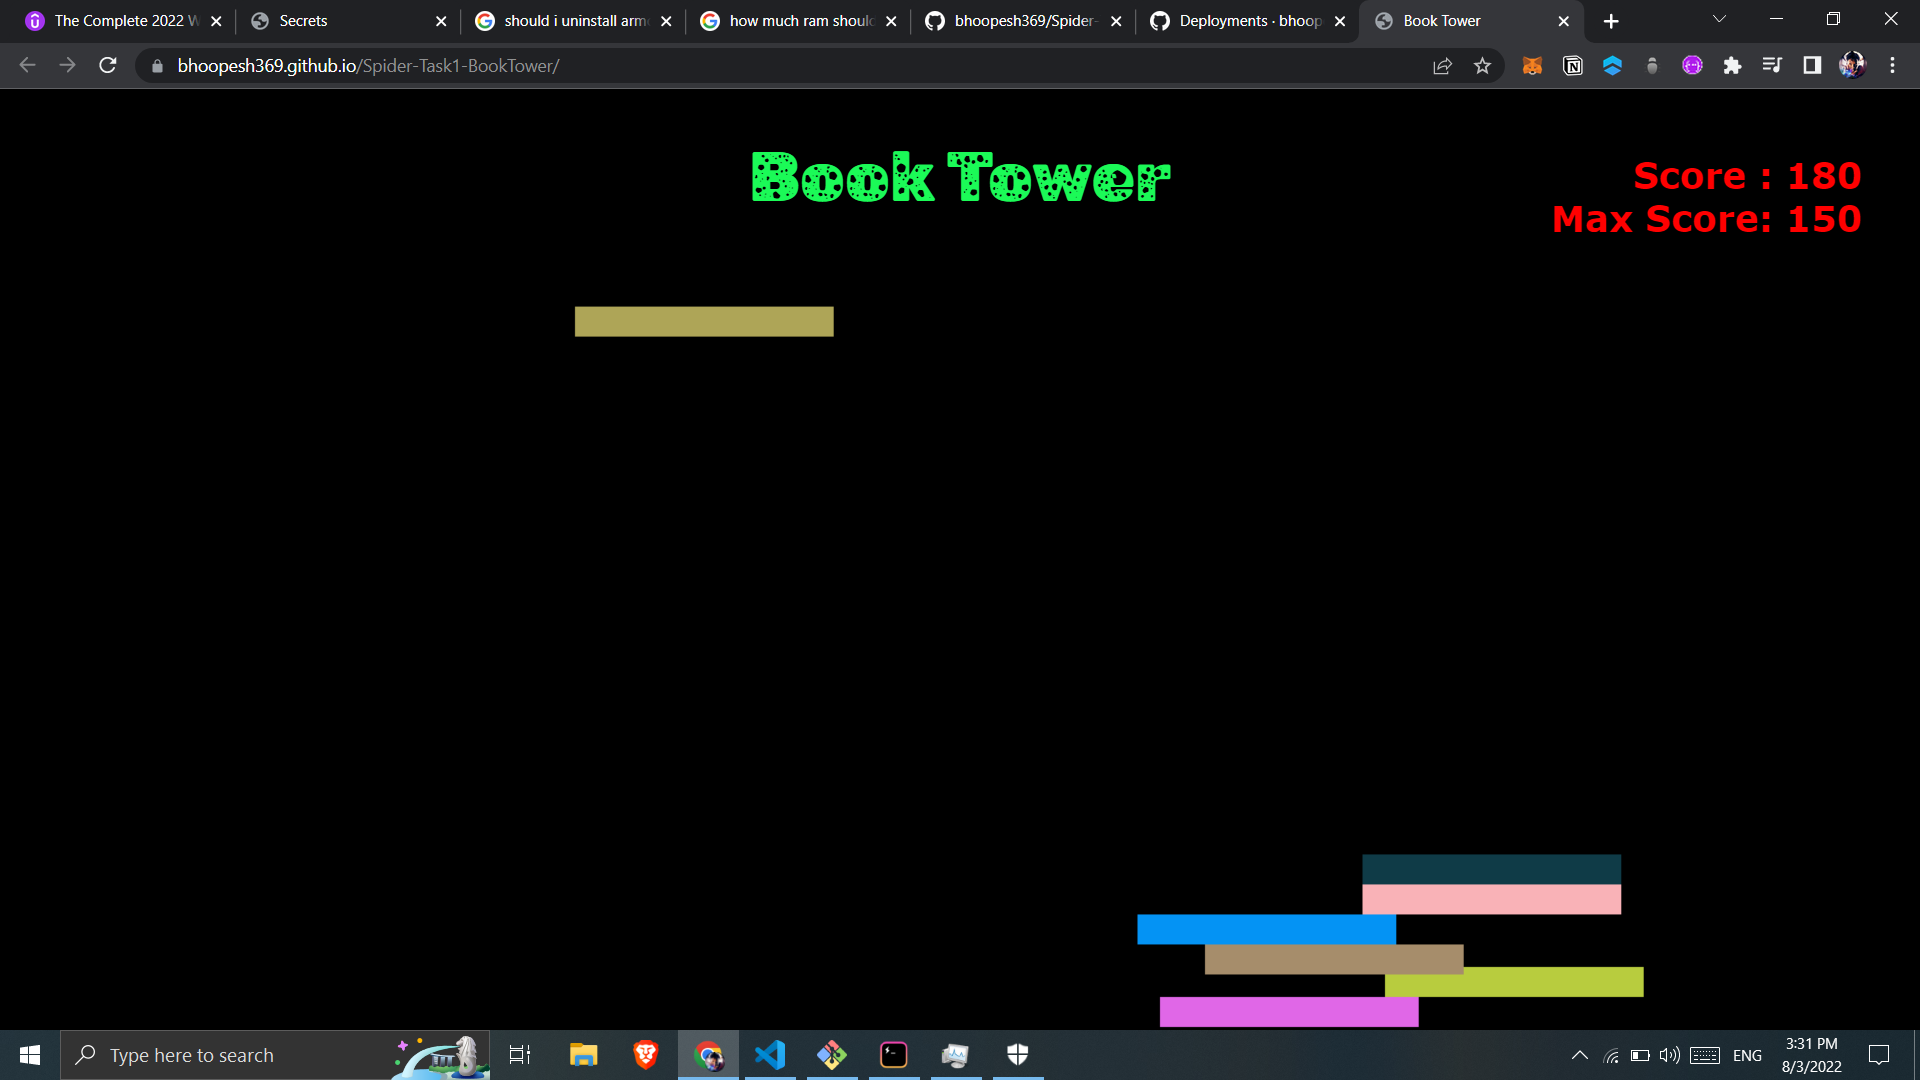 The Complete 2022 W
Secrets
should i uninstall arm
how much ram should
bhoopesh369/Spider-
Deployments · bhoop
Book Tower
bhoopesh369.github.io/Spider-Task1-BookTower/
Book Tower
Score : 180
Max Score: 150
Type here to search
ENG
3:31 PM
8/3/2022